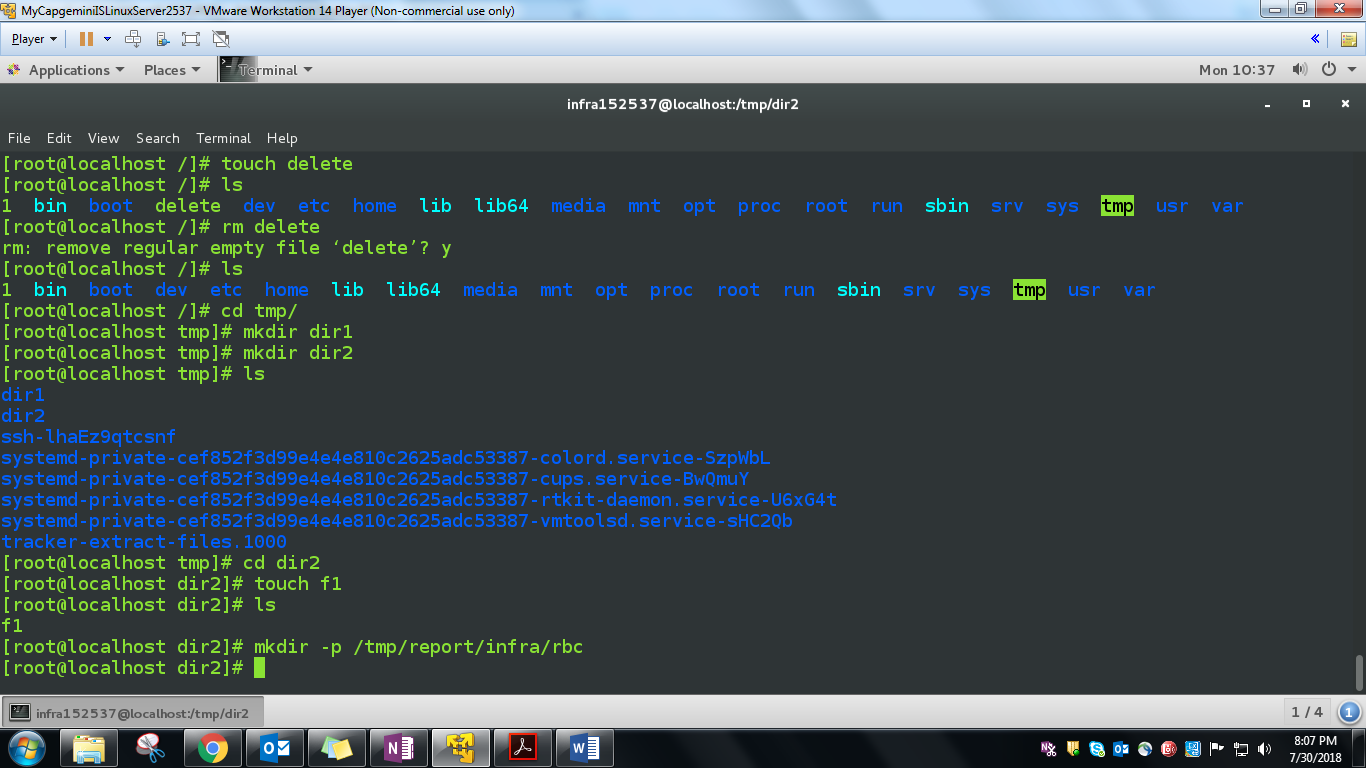 MyCapgeminiISLinuxServer2537 - VMware Workstation 14 Player (Non-commercial use only)
Player
Applications Places Terminal Mon 10:37
infra152537@localhost:/tmp/dir2
File Edit View Search Terminal Help
[root@localhost /]# touch delete
[root@localhost /]# ls
1 bin boot delete dev etc home lib lib64 media mnt opt proc root run sbin srv sys tmp usr var
[root@localhost /]# rm delete
rm: remove regular empty file ‘delete’? y
[root@localhost /]# ls
1 bin boot dev etc home lib lib64 media mnt opt proc root run sbin srv sys tmp usr var
[root@localhost /]# cd tmp/
[root@localhost tmp]# mkdir dir1
[root@localhost tmp]# mkdir dir2
[root@localhost tmp]# ls
dir1
dir2
ssh-lhaEz9qtcsnf
systemd-private-cef852f3d99e4e4e810c2625adc53387-colord.service-SzpWbL
systemd-private-cef852f3d99e4e4e810c2625adc53387-cups.service-BwQmuY
systemd-private-cef852f3d99e4e4e810c2625adc53387-rtkit-daemon.service-U6xG4t
systemd-private-cef852f3d99e4e4e810c2625adc53387-vmtoolsd.service-sHC2Qb
tracker-extract-files.1000
[root@localhost tmp]# cd dir2
[root@localhost dir2]# touch f1
[root@localhost dir2]# ls
f1
[root@localhost dir2]# mkdir -p /tmp/report/infra/rbc
[root@localhost dir2]#
infra152537@localhost:/tmp/dir2 1 / 4 1
8:07 PM
7/30/2018